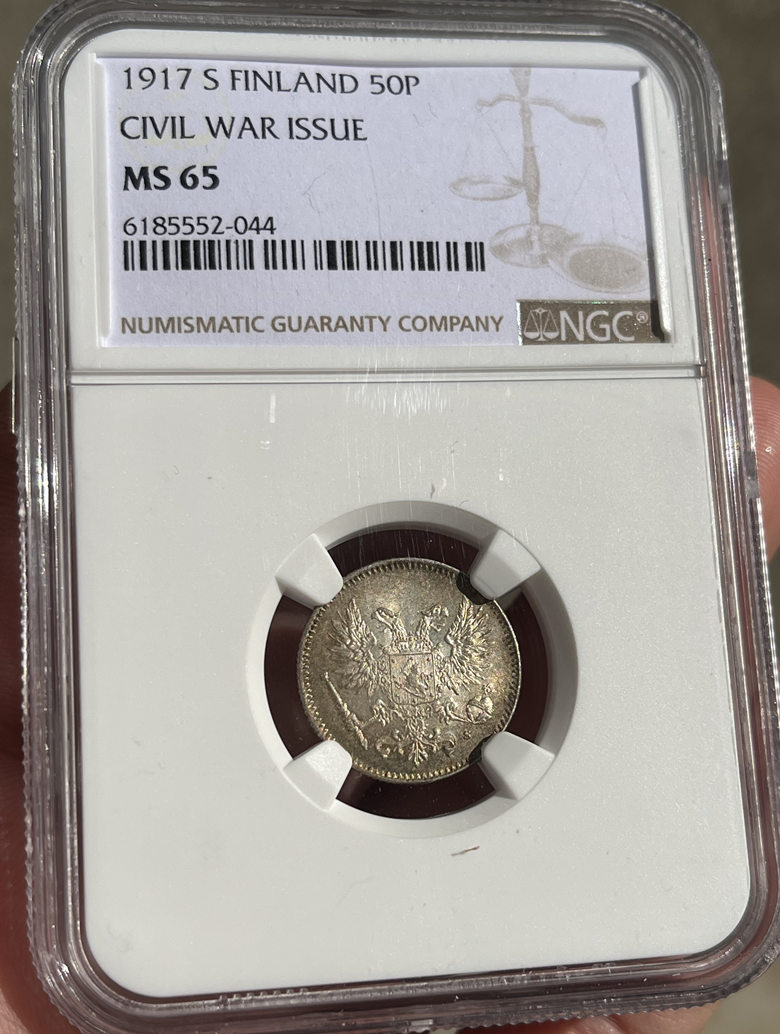 1917 S FINLAND 50P
CIVIL WAR ISSUE
MS 65
6185552-044
NUMISMATIC GUARANTY COMPANY
NGC®
S